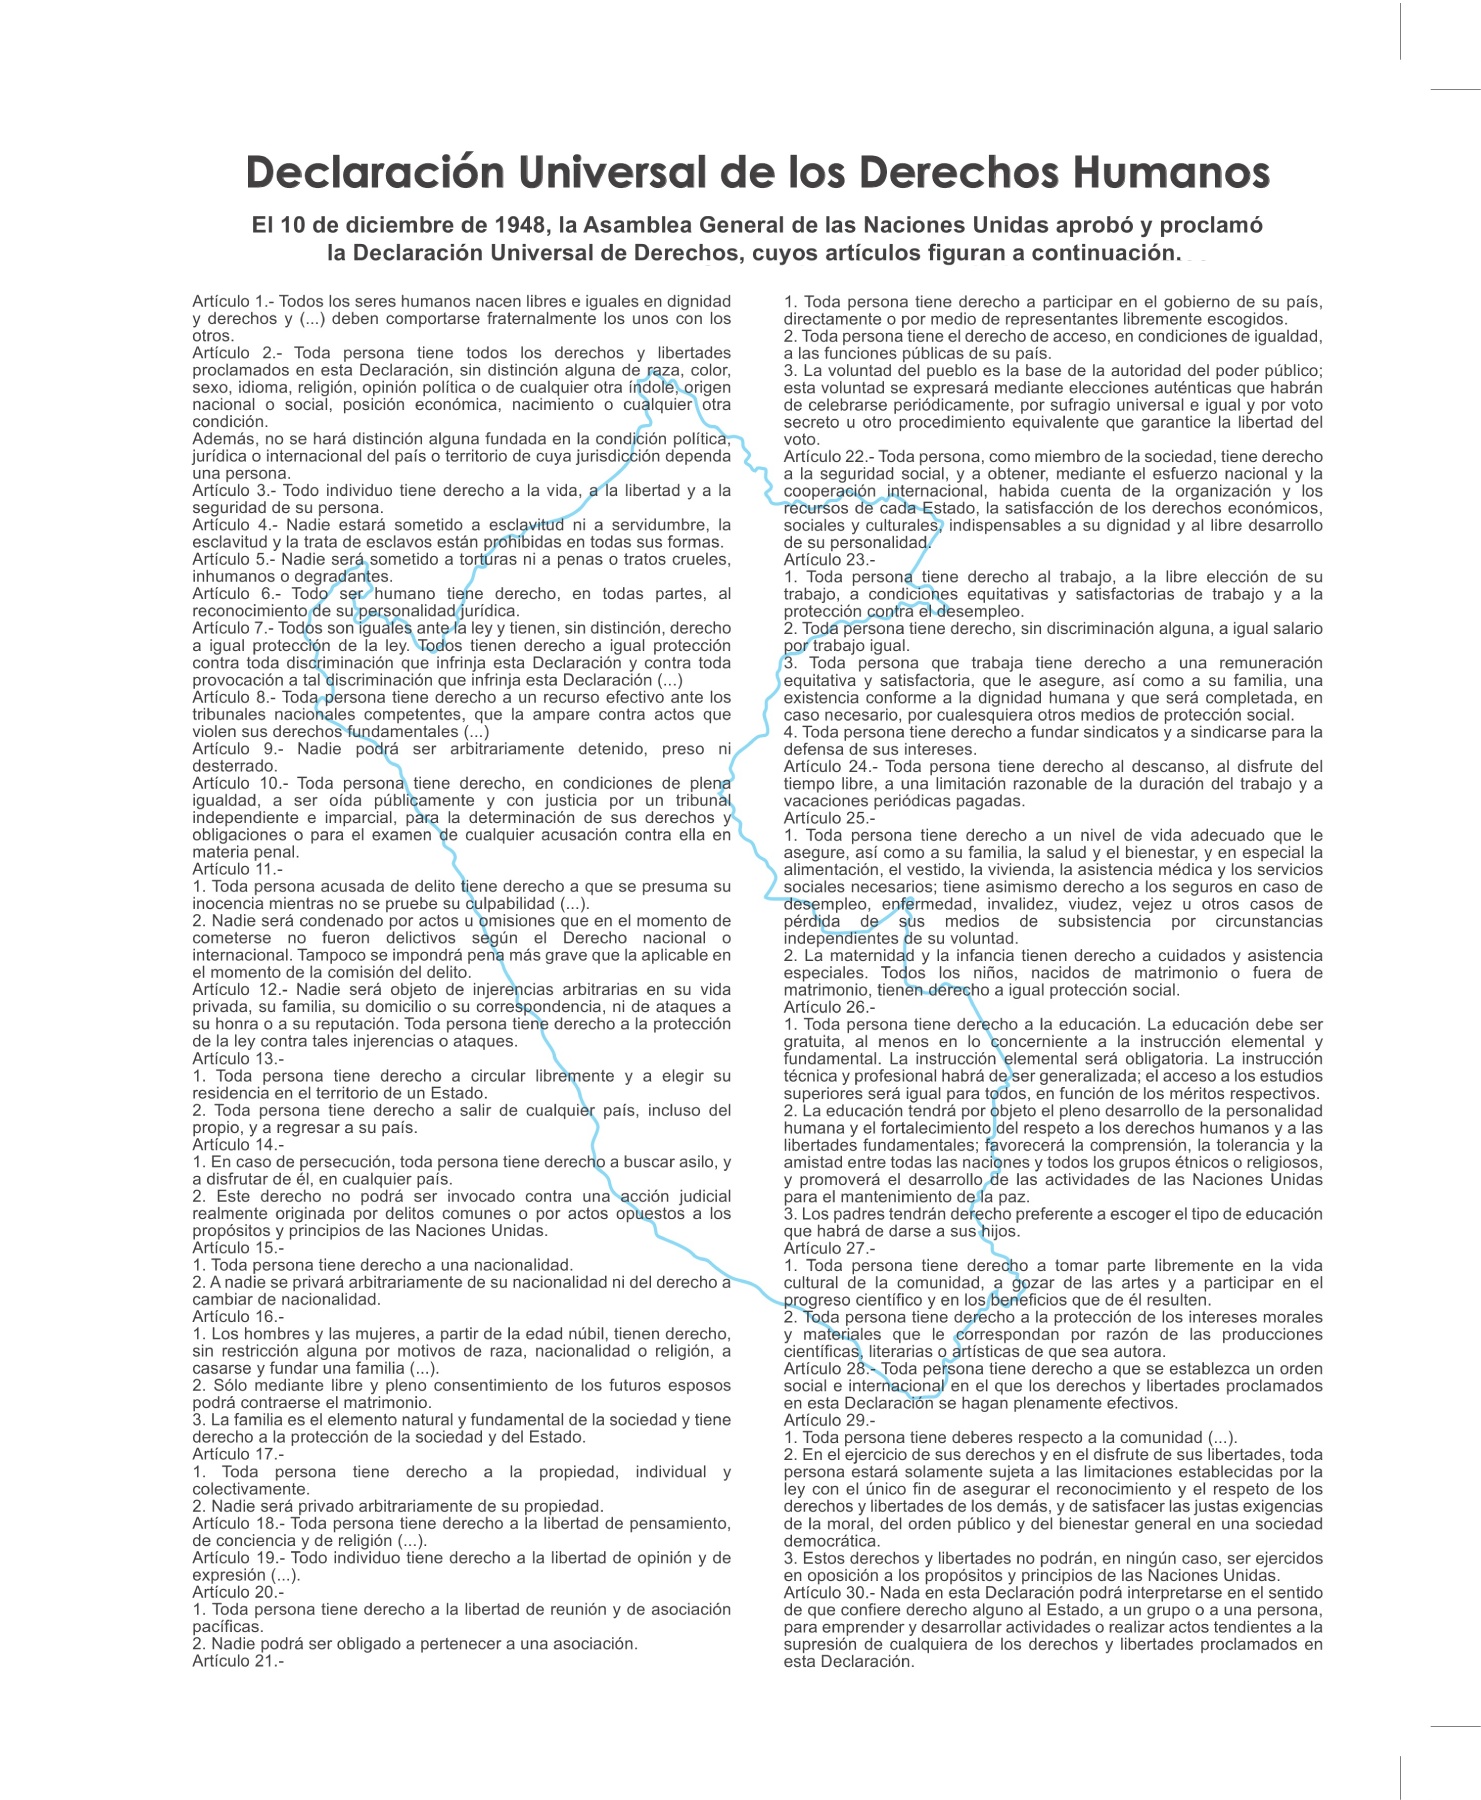 Declaración Universal de los Derechos Humanos
El 10 de diciembre de 1948, la Asamblea General de las Naciones Unidas aprobó y proclamó
la Declaración Universal de Derechos, cuyos artículos figuran a continuación.
Artículo 1.- Todos los seres humanos nacen libres e iguales en dignidad
y derechos y (...) deben comportarse fraternalmente los unos con los
otros.
Artículo 2.- Toda persona tiene todos los derechos y libertades
proclamados en esta Declaración, sin distinción alguna de raza, color,
sexo, idioma, religión, opinión política o de cualquier otra índole, origen
nacional o social, posición económica, nacimiento o cualquier otra
condición.
Además, no se hará distinción alguna fundada en la condición política,
jurídica o internacional del país o territorio de cuya jurisdicción dependa
una persona.
Artículo 3.- Todo individuo tiene derecho a la vida, a la libertad y a la
seguridad de su persona.
Artículo 4.- Nadie estará sometido a esclavitud ni a servidumbre, la
esclavitud y la trata de esclavos están prohibidas en todas sus formas.
Artículo 5.- Nadie será sometido a torturas ni a penas o tratos crueles,
inhumanos o degradantes.
Artículo 6.- Todo ser humano tiene derecho, en todas partes, al
reconocimiento de su personalidad jurídica.
Artículo 7.- Todos son iguales ante la ley y tienen, sin distinción, derecho
a igual protección de la ley. Todos tienen derecho a igual protección
contra toda discriminación que infrinja esta Declaración y contra toda
provocación a tal discriminación que infrinja esta Declaración (...)
Artículo 8.- Toda persona tiene derecho a un recurso efectivo ante los
tribunales nacionales competentes, que la ampare contra actos que
violen sus derechos fundamentales (...)
Artículo 9.- Nadie podrá ser arbitrariamente detenido, preso ni
desterrado.
Artículo 10.- Toda persona tiene derecho, en condiciones de plena
igualdad, a ser oída públicamente y con justicia por un tribunal
independiente e imparcial, para la determinación de sus derechos y
obligaciones o para el examen de cualquier acusación contra ella en
materia penal.
Artículo 11.-
1. Toda persona acusada de delito tiene derecho a que se presuma su
inocencia mientras no se pruebe su culpabilidad (...).
2. Nadie será condenado por actos u omisiones que en el momento de
cometerse no fueron delictivos según el Derecho nacional o
internacional. Tampoco se impondrá pena más grave que la aplicable en
el momento de la comisión del delito.
Artículo 12.- Nadie será objeto de injerencias arbitrarias en su vida
privada, su familia, su domicilio o su correspondencia, ni de ataques a
su honra o a su reputación. Toda persona tiene derecho a la protección
de la ley contra tales injerencias o ataques.
Artículo 13.-
1. Toda persona tiene derecho a circular libremente y a elegir su
residencia en el territorio de un Estado.
2. Toda persona tiene derecho a salir de cualquier país, incluso del
propio, y a regresar a su país.
Artículo 14.-
1. En caso de persecución, toda persona tiene derecho a buscar asilo, y
a disfrutar de él, en cualquier país.
2. Este derecho no podrá ser invocado contra una acción judicial
realmente originada por delitos comunes o por actos opuestos a los
propósitos y principios de las Naciones Unidas.
Artículo 15.-
1. Toda persona tiene derecho a una nacionalidad.
2. A nadie se privará arbitrariamente de su nacionalidad ni del derecho a
cambiar de nacionalidad.
Artículo 16.-
1. Los hombres y las mujeres, a partir de la edad núbil, tienen derecho,
sin restricción alguna por motivos de raza, nacionalidad o religión, a
casarse y fundar una familia (...).
2. Sólo mediante libre y pleno consentimiento de los futuros esposos
podrá contraerse el matrimonio.
3. La familia es el elemento natural y fundamental de la sociedad y tiene
derecho a la protección de la sociedad y del Estado.
Artículo 17.-
1. Toda persona tiene derecho a la propiedad, individual y
colectivamente.
2. Nadie será privado arbitrariamente de su propiedad.
Artículo 18.- Toda persona tiene derecho a la libertad de pensamiento,
de conciencia y de religión (...).
Artículo 19.- Todo individuo tiene derecho a la libertad de opinión y de
expresión (...).
Artículo 20.-
1. Toda persona tiene derecho a la libertad de reunión y de asociación
pacíficas.
2. Nadie podrá ser obligado a pertenecer a una asociación.
Artículo 21.-
1. Toda persona tiene derecho a participar en el gobierno de su país,
directamente o por medio de representantes libremente escogidos.
2. Toda persona tiene el derecho de acceso, en condiciones de igualdad,
a las funciones públicas de su país.
3. La voluntad del pueblo es la base de la autoridad del poder público;
esta voluntad se expresará mediante elecciones auténticas que habrán
de celebrarse periódicamente, por sufragio universal e igual y por voto
secreto u otro procedimiento equivalente que garantice la libertad del
voto.
Artículo 22.- Toda persona, como miembro de la sociedad, tiene derecho
a la seguridad social, y a obtener, mediante el esfuerzo nacional y la
cooperación internacional, habida cuenta de la organización y los
recursos de cada Estado, la satisfacción de los derechos económicos,
sociales y culturales, indispensables a su dignidad y al libre desarrollo
de su personalidad.
Artículo 23.-
1. Toda persona tiene derecho al trabajo, a la libre elección de su
trabajo, a condiciones equitativas y satisfactorias de trabajo y a la
protección contra el desempleo.
2. Toda persona tiene derecho, sin discriminación alguna, a igual salario
por trabajo igual.
3. Toda persona que trabaja tiene derecho a una remuneración
equitativa y satisfactoria, que le asegure, así como a su familia, una
existencia conforme a la dignidad humana y que será completada, en
caso necesario, por cualesquiera otros medios de protección social.
4. Toda persona tiene derecho a fundar sindicatos y a sindicarse para la
defensa de sus intereses.
Artículo 24.- Toda persona tiene derecho al descanso, al disfrute del
tiempo libre, a una limitación razonable de la duración del trabajo y a
vacaciones periódicas pagadas.
Artículo 25.-
1. Toda persona tiene derecho a un nivel de vida adecuado que le
asegure, así como a su familia, la salud y el bienestar, y en especial la
alimentación, el vestido, la vivienda, la asistencia médica y los servicios
sociales necesarios; tiene asimismo derecho a los seguros en caso de
desempleo, enfermedad, invalidez, viudez, vejez u otros casos de
pérdida de sus medios de subsistencia por circunstancias
independientes de su voluntad.
2. La maternidad y la infancia tienen derecho a cuidados y asistencia
especiales. Todos los niños, nacidos de matrimonio o fuera de
matrimonio, tienen derecho a igual protección social.
Artículo 26.-
1. Toda persona tiene derecho a la educación. La educación debe ser
gratuita, al menos en lo concerniente a la instrucción elemental y
fundamental. La instrucción elemental será obligatoria. La instrucción
técnica y profesional habrá de ser generalizada; el acceso a los estudios
superiores será igual para todos, en función de los méritos respectivos.
2. La educación tendrá por objeto el pleno desarrollo de la personalidad
humana y el fortalecimiento del respeto a los derechos humanos y a las
libertades fundamentales; favorecerá la comprensión, la tolerancia y la
amistad entre todas las naciones y todos los grupos étnicos o religiosos,
y promoverá el desarrollo de las actividades de las Naciones Unidas
para el mantenimiento de la paz.
3. Los padres tendrán derecho preferente a escoger el tipo de educación
que habrá de darse a sus hijos.
Artículo 27.-
1. Toda persona tiene derecho a tomar parte libremente en la vida
cultural de la comunidad, a gozar de las artes y a participar en el
progreso científico y en los beneficios que de él resulten.
2. Toda persona tiene derecho a la protección de los intereses morales
y materiales que le correspondan por razón de las producciones
científicas, literarias o artísticas de que sea autora.
Artículo 28.- Toda persona tiene derecho a que se establezca un orden
social e internacional en el que los derechos y libertades proclamados
en esta Declaración se hagan plenamente efectivos.
Artículo 29.-
1. Toda persona tiene deberes respecto a la comunidad (...).
2. En el ejercicio de sus derechos y en el disfrute de sus libertades, toda
persona estará solamente sujeta a las limitaciones establecidas por la
ley con el único fin de asegurar el reconocimiento y el respeto de los
derechos y libertades de los demás, y de satisfacer las justas exigencias
de la moral, del orden público y del bienestar general en una sociedad
democrática.
3. Estos derechos y libertades no podrán, en ningún caso, ser ejercidos
en oposición a los propósitos y principios de las Naciones Unidas.
Artículo 30.- Nada en esta Declaración podrá interpretarse en el sentido
de que confiere derecho alguno al Estado, a un grupo o a una persona,
para emprender y desarrollar actividades o realizar actos tendientes a la
supresión de cualquiera de los derechos y libertades proclamados en
esta Declaración.